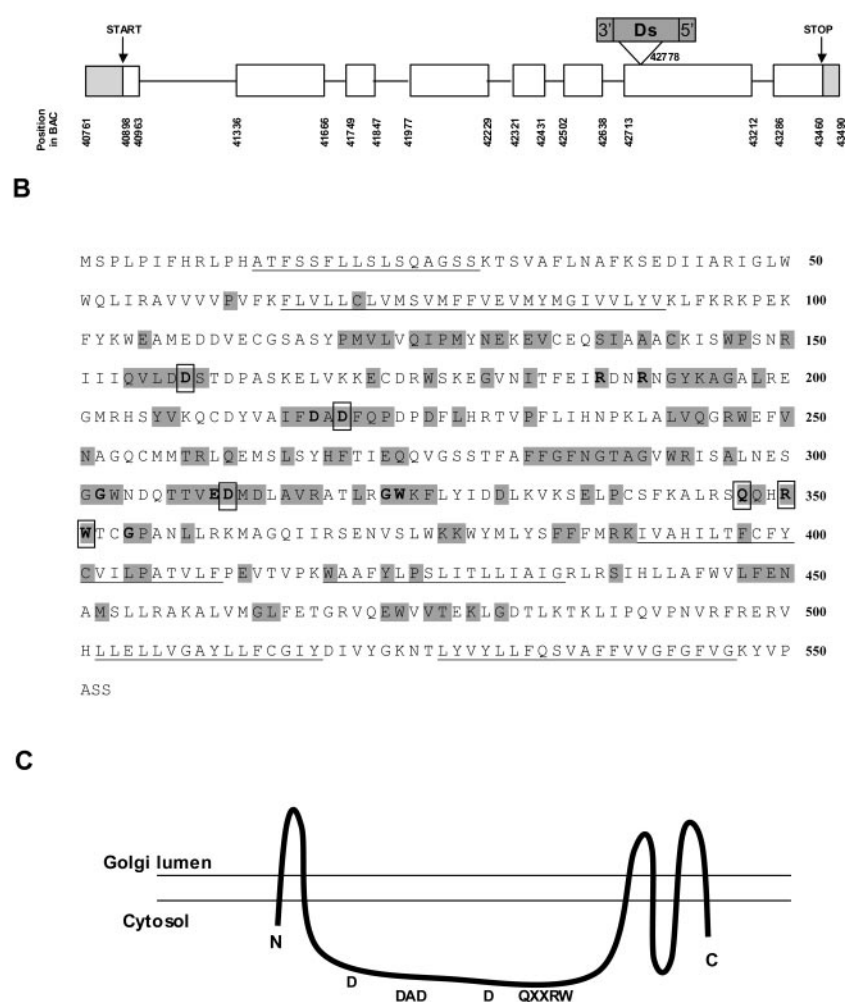 START
3' Ds 5'
STOP
42778
Position in BAC
40761 40898 40963 41336 41666 41749 41847 41977 42229 42321 42431 42502 42638 42713 43212 43286 43460 43490
B
MSPLPIFHRLPHATFSSFLLSLSQAGSSKTSVAFLNAFKSEDIIARIGLW 50
WQLIRAVVVVPVFKFLVLLCLVMSVMFFVEVMYMGIVVLYVKLFKRKPEK 100
FYKWEAMEDDVECGSASYPMVLVQIPMYNEKEVCEQSIAAACKISWPSNR 150
IIIQVLDDSTDPASKELVKKECDRWSKEGVNITFEIRDNRNGYKAGALRE 200
GMRHSYVKQCDYVAIFDADFQPDPDFLHRTVPFLIHNPKLALVQGRWEFV 250
NAGQCMMTRLQEMSLSYHFTIEQQVGSSTFAFFGFNGTAGVWRISALNES 300
GGWNDQTTVEDMDLAVRATLRGWKFLYIDDLKVKSELPCSFKALRSQQHR 350
WTCGPANLLRKMAGQIIRSENVSLWKKWYMLYSFFFMRKIVAHILTFCFY 400
CVILPATVLFPEVTVPKWAAFYLPSLITLLIAIGRLRSIHLLAFWVLFEN 450
AMSLLRAKALVMGLFETGRVQEWVVTEKLGDTLKTKLIPQVPNVRFRERV 500
HLLELLVGAYLLFCGIYDIVYGKNTLYVYLLFQSVAFFVVGFGFVGKYVP 550
ASS
C
Golgi lumen
Cytosol
N
C
D
DAD
D
QXXRW